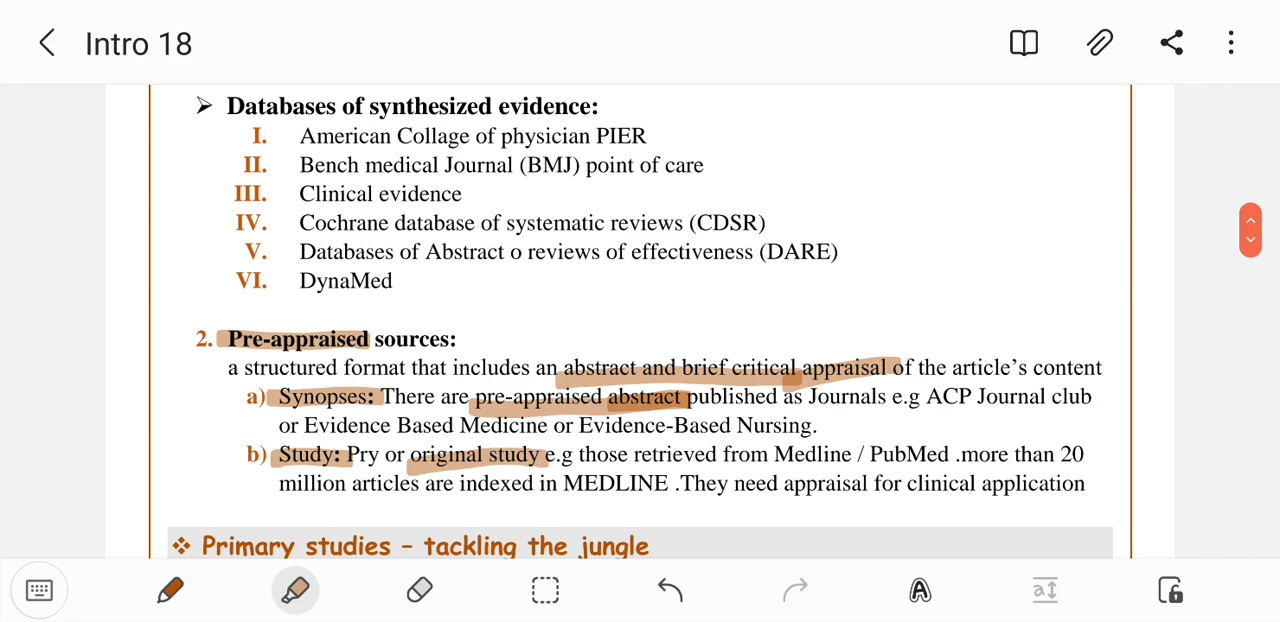 Intro 18
➢ Databases of synthesized evidence:
I. American Collage of physician PIER
II. Bench medical Journal (BMJ) point of care
III. Clinical evidence
IV. Cochrane database of systematic reviews (CDSR)
V. Databases of Abstract o reviews of effectiveness (DARE)
VI. DynaMed
2. Pre-appraised sources:
a structured format that includes an abstract and brief critical appraisal of the article's content
a) Synopses: There are pre-appraised abstract published as Journals e.g ACP Journal club
or Evidence Based Medicine or Evidence-Based Nursing.
b) Study: Pry or original study e.g those retrieved from Medline / PubMed .more than 20
million articles are indexed in MEDLINE .They need appraisal for clinical application
❖ Primary studies – tackling the jungle